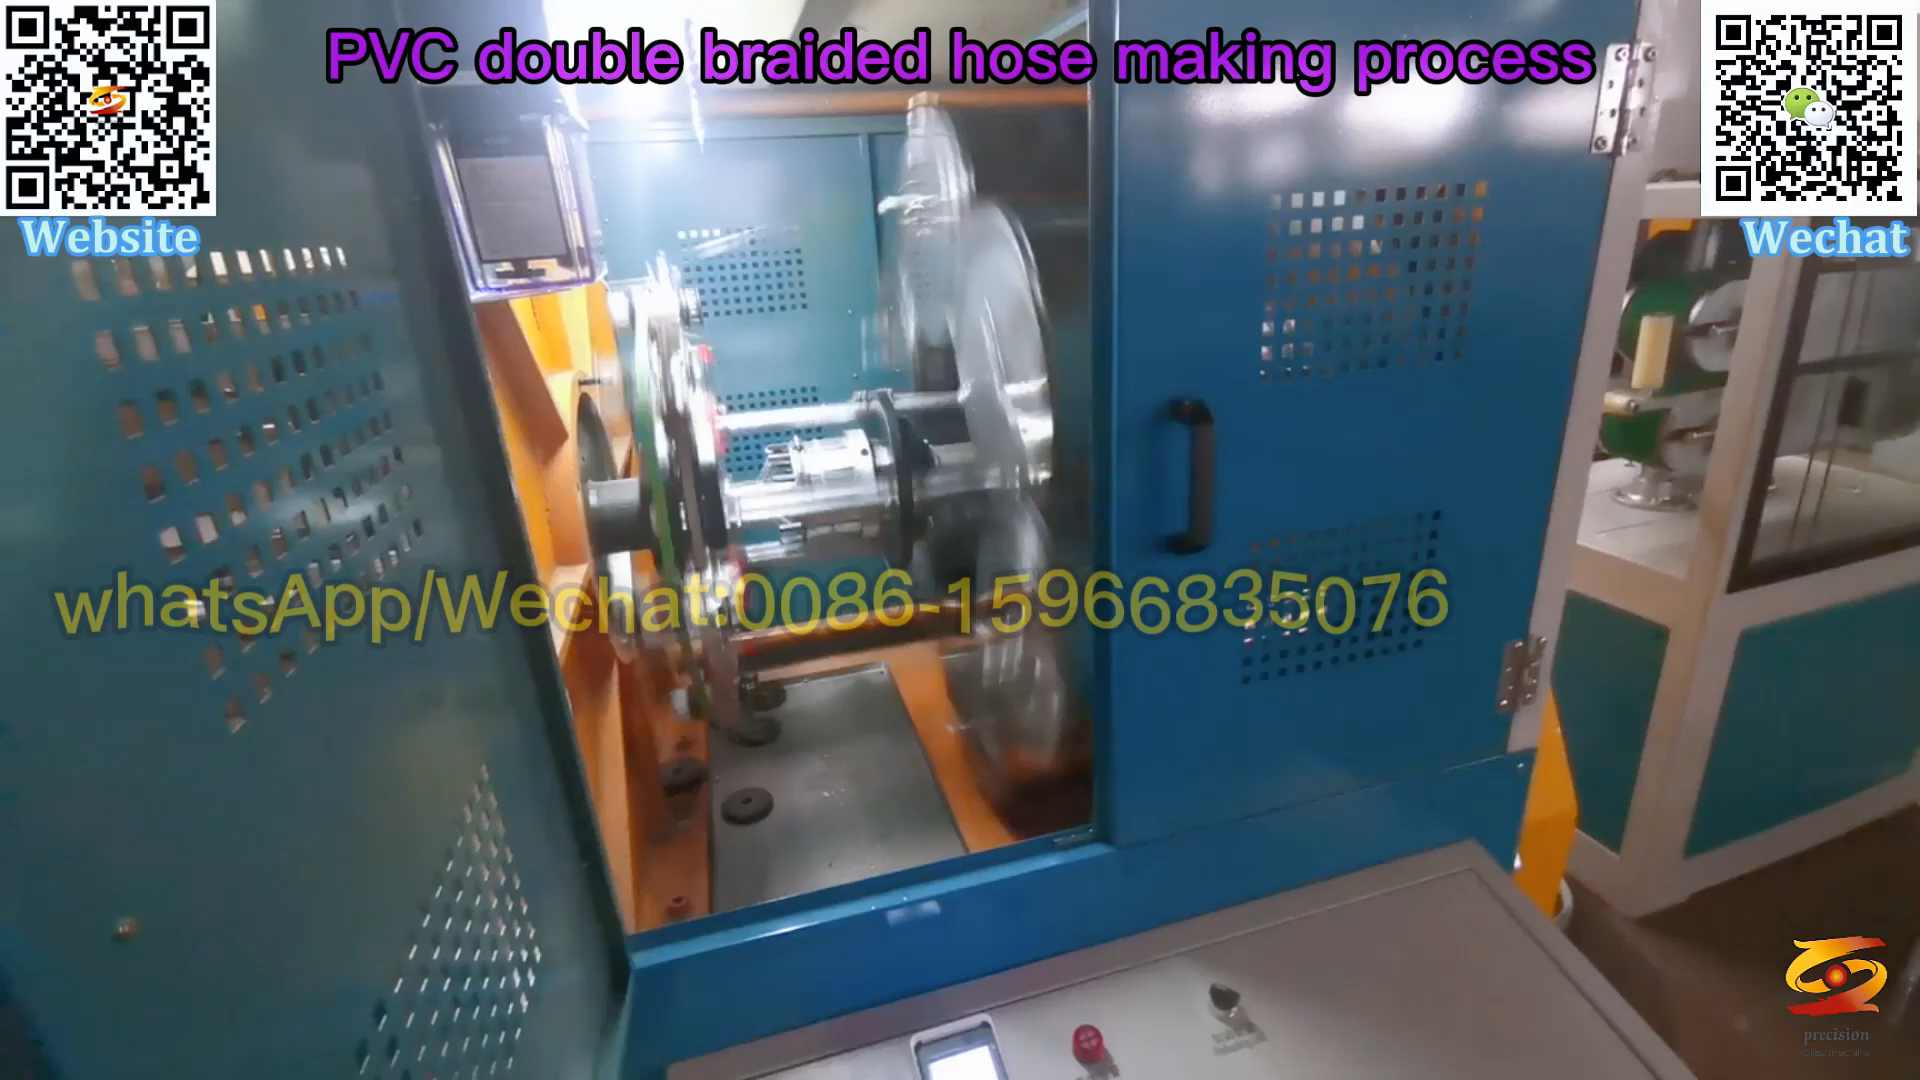 PVC double braided hose making process
Website
Wechat
whatsApp/Wechat:0086-15966835076
precision